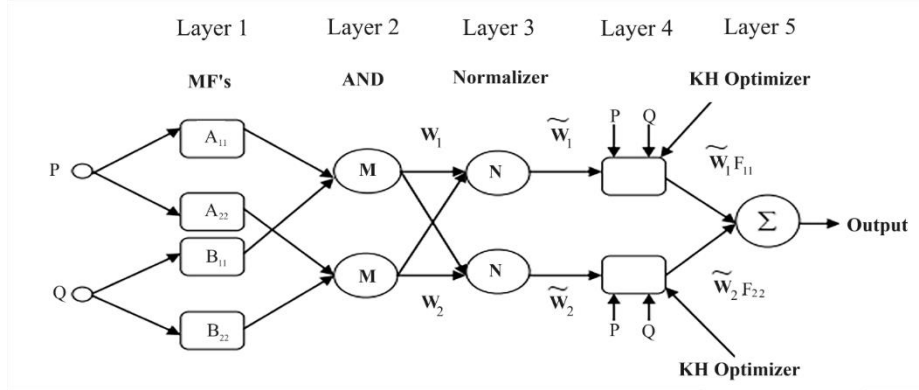 Layer 1 Layer 2 Layer 3 Layer 4 Layer 5
MF's AND Normalizer KH Optimizer
P Q
A₁₁ W₁ W̃₁
P M N W̃₁ F₁₁
A₂₂
B₁₁ Σ Output
M N
Q W₂ W̃₂ W̃₂ F₂₂
B₂₂ P Q
KH Optimizer